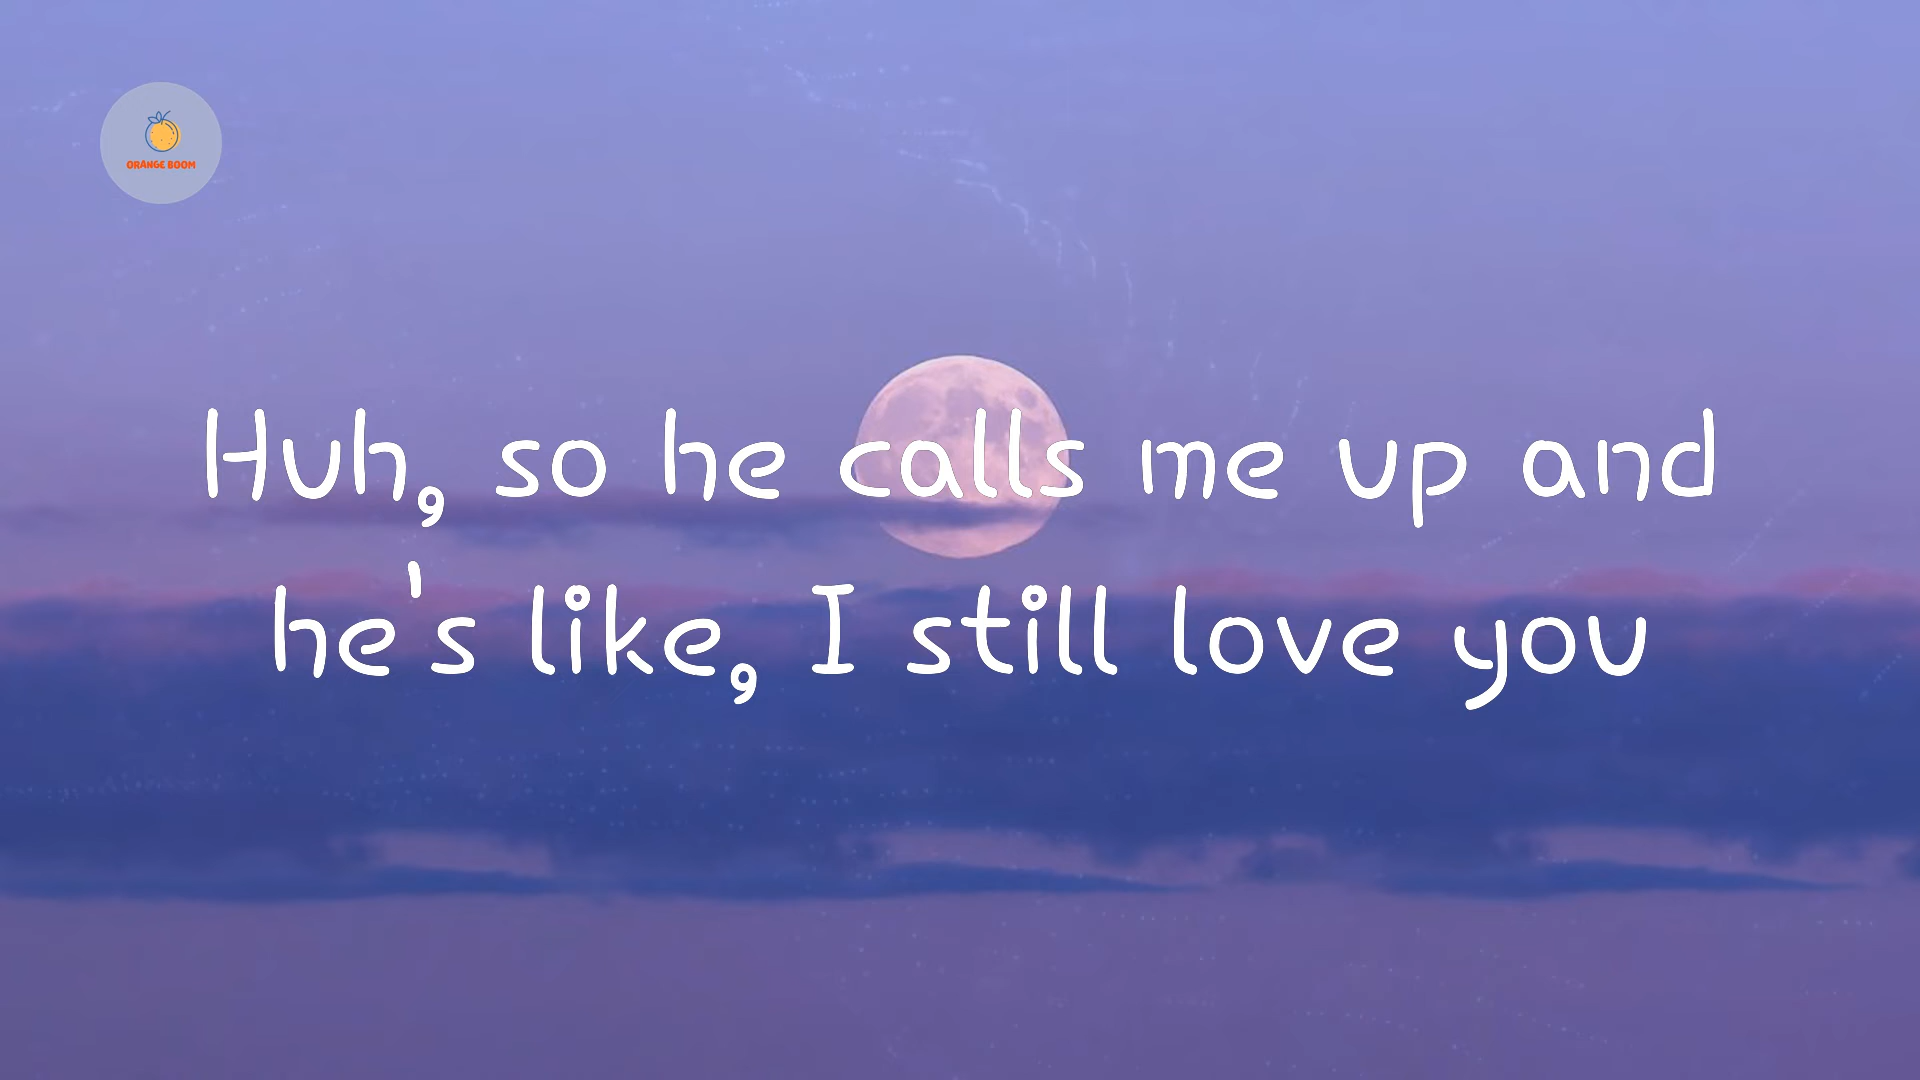 ORANGE BOOM
Huh, so he calls me up and
he's like, I still love you